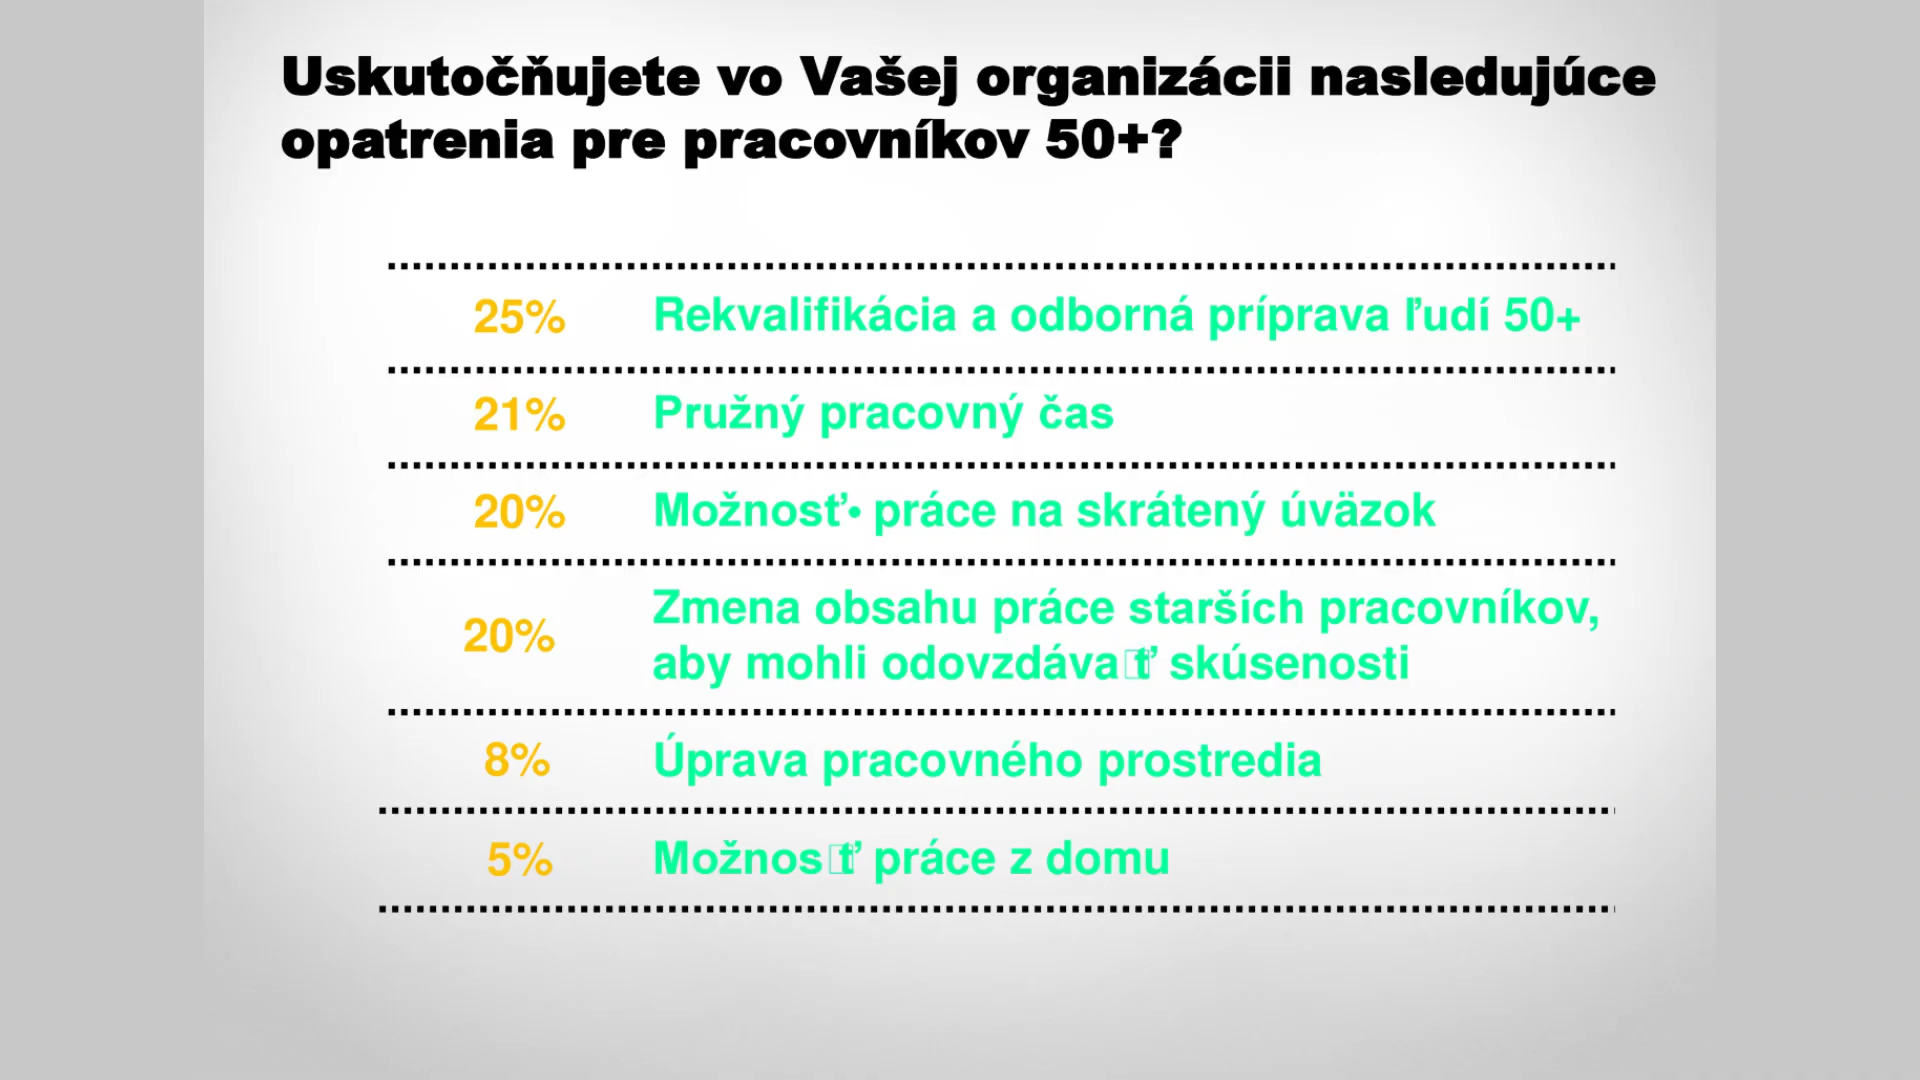 Uskutočňujete vo Vašej organizácii nasledujúce
opatrenia pre pracovníkov 50+?
25% Rekvalifikácia a odborná príprava ľudí 50+
21% Pružný pracovný čas
20% Možnosť• práce na skrátený úväzok
20% Zmena obsahu práce starších pracovníkov,
aby mohli odovzdávať skúsenosti
8% Úprava pracovného prostredia
5% Možnosť práce z domu